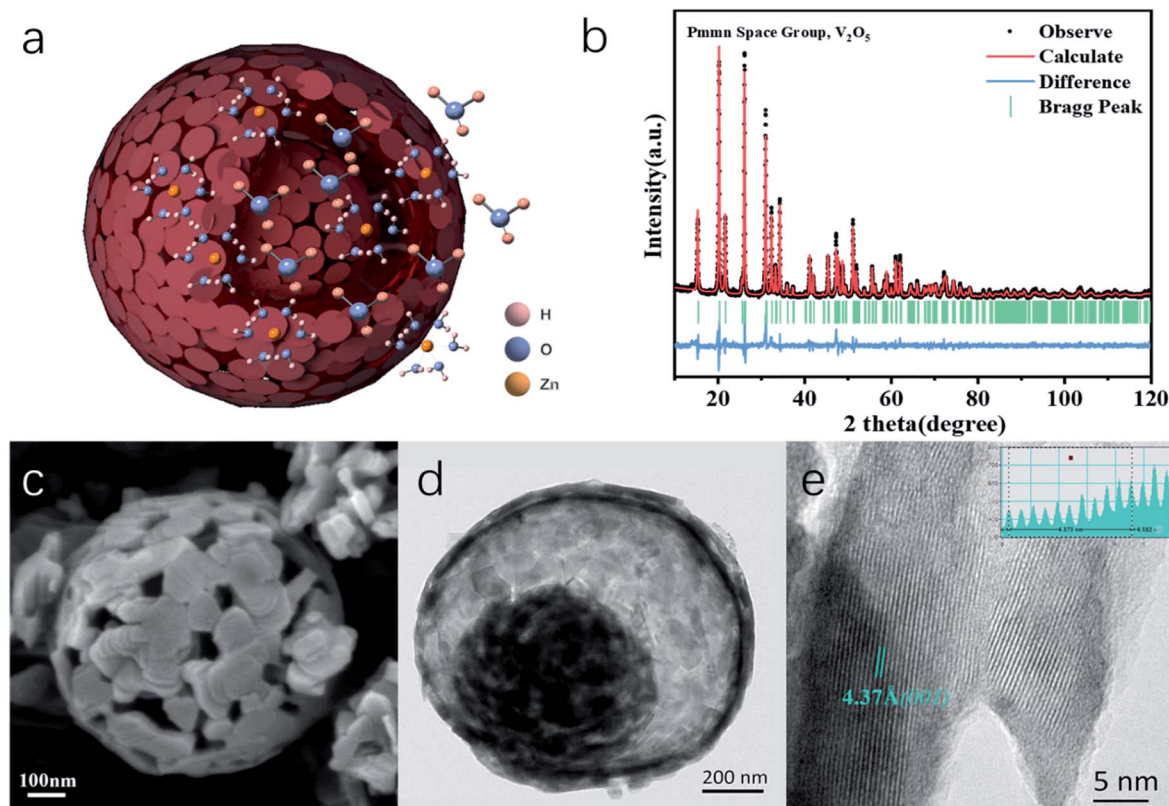 a
H
O
Zn
b
Pmmn Space Group, V₂O₅
Observe
Calculate
Difference
Bragg Peak
Intensity(a.u.)
20 40 60 80 100 120
2 theta(degree)
c
100nm
d
200 nm
e
4.37Å(001)
5 nm